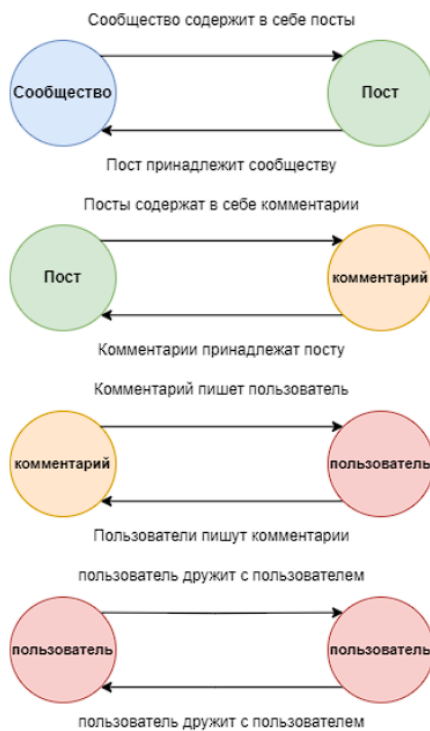 Сообщество содержит в себе посты
Сообщество
Пост
Пост принадлежит сообществу
Посты содержат в себе комментарии
Пост
комментарий
Комментарии принадлежат посту
Комментарий пишет пользователь
комментарий
пользователь
Пользователи пишут комментарии
пользователь дружит с пользователем
пользователь
пользователь
пользователь дружит с пользователем